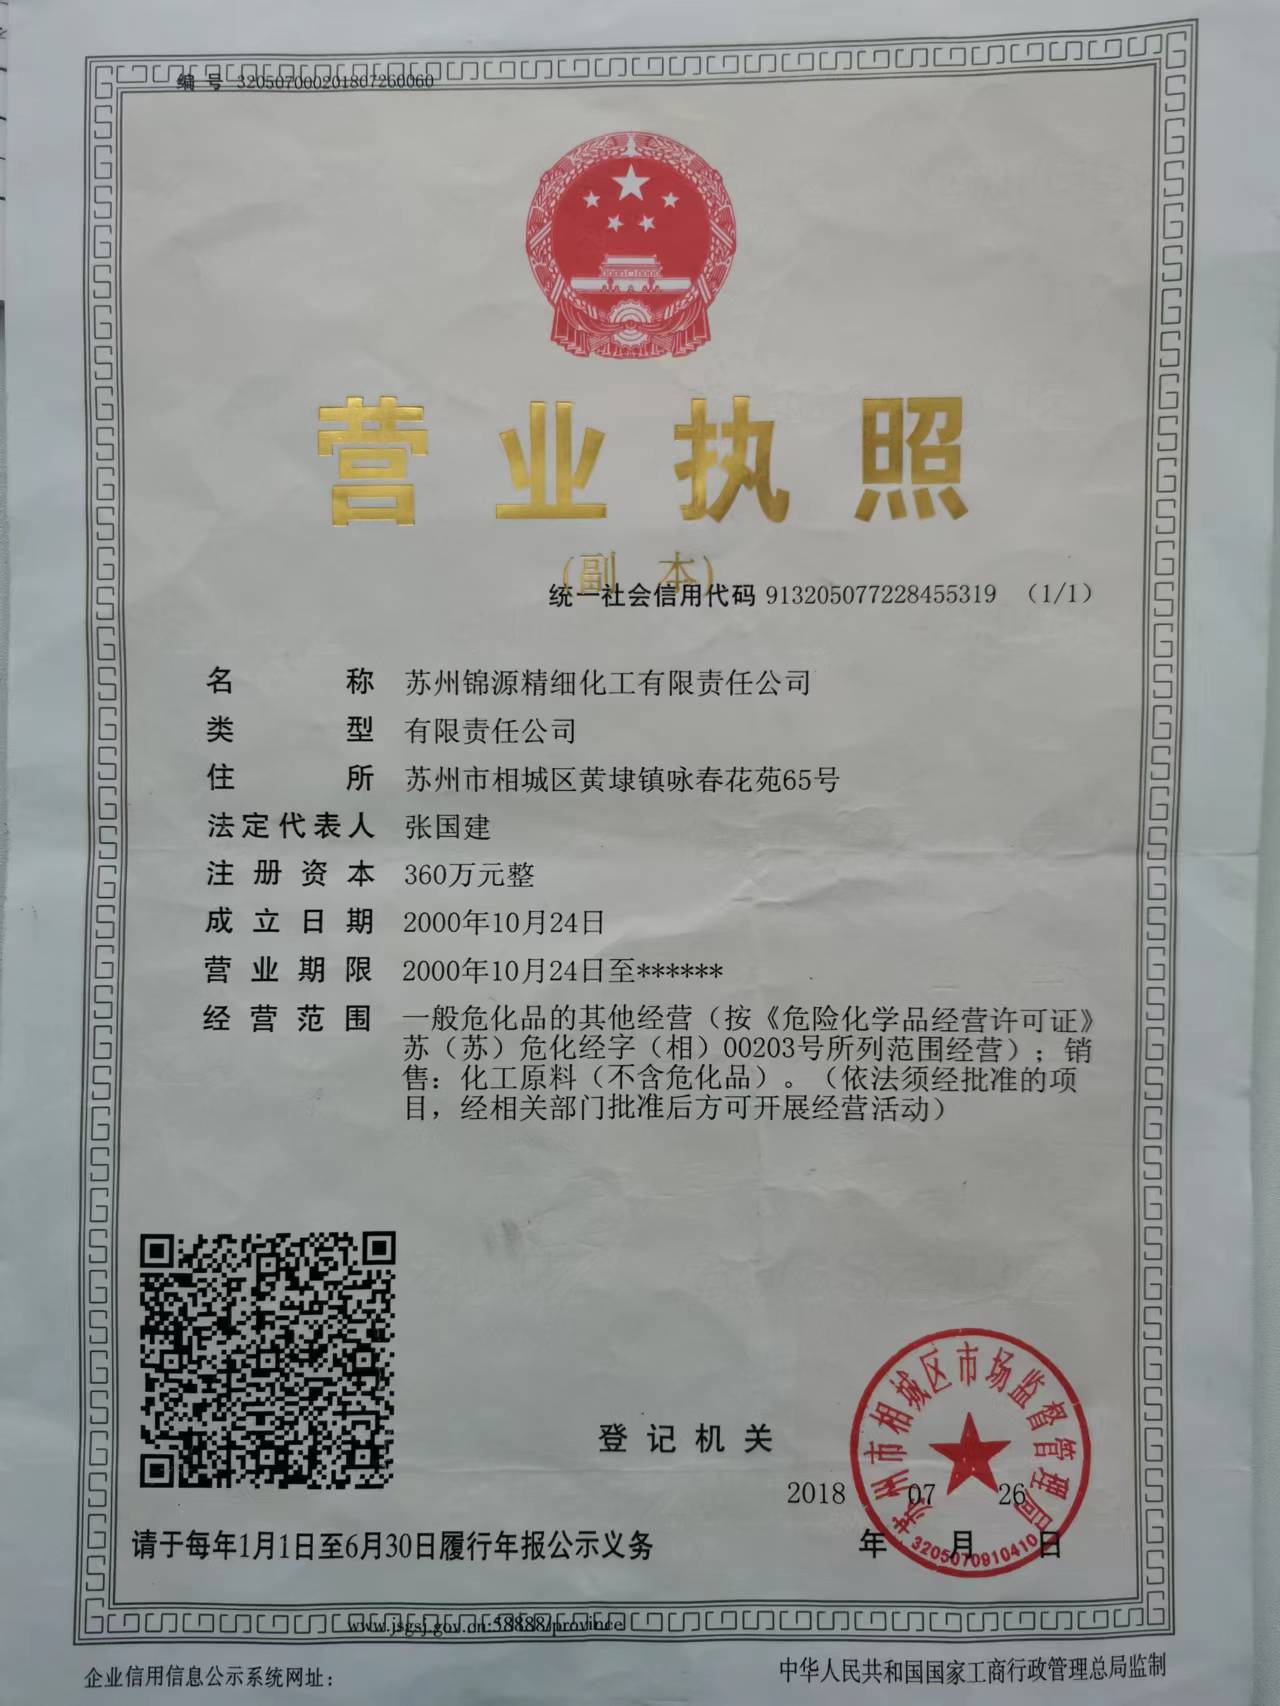 编号 320507000201807260060
营业执照
(副本)
统一社会信用代码 913205077228455319 （1/1）
名称 苏州锦源精细化工有限责任公司
类型 有限责任公司
住所 苏州市相城区黄埭镇咏春花苑65号
法定代表人 张国建
注册资本 360万元整
成立日期 2000年10月24日
营业期限 2000年10月24日至******
经营范围 一般危化品的其他经营（按《危险化学品经营许可证》
苏（苏）危化经字（相）00203号所列范围经营）；销
售：化工原料（不含危化品）。（依法须经批准的项
目，经相关部门批准后方可开展经营活动）
登记机关
苏州市相城区市场监督管理局
3205070910410
2018 07 26
年 月 日
请于每年1月1日至6月30日履行年报公示义务
www.jsgsj.gov.cn:58888/province
企业信用信息公示系统网址：
中华人民共和国国家工商行政管理总局监制